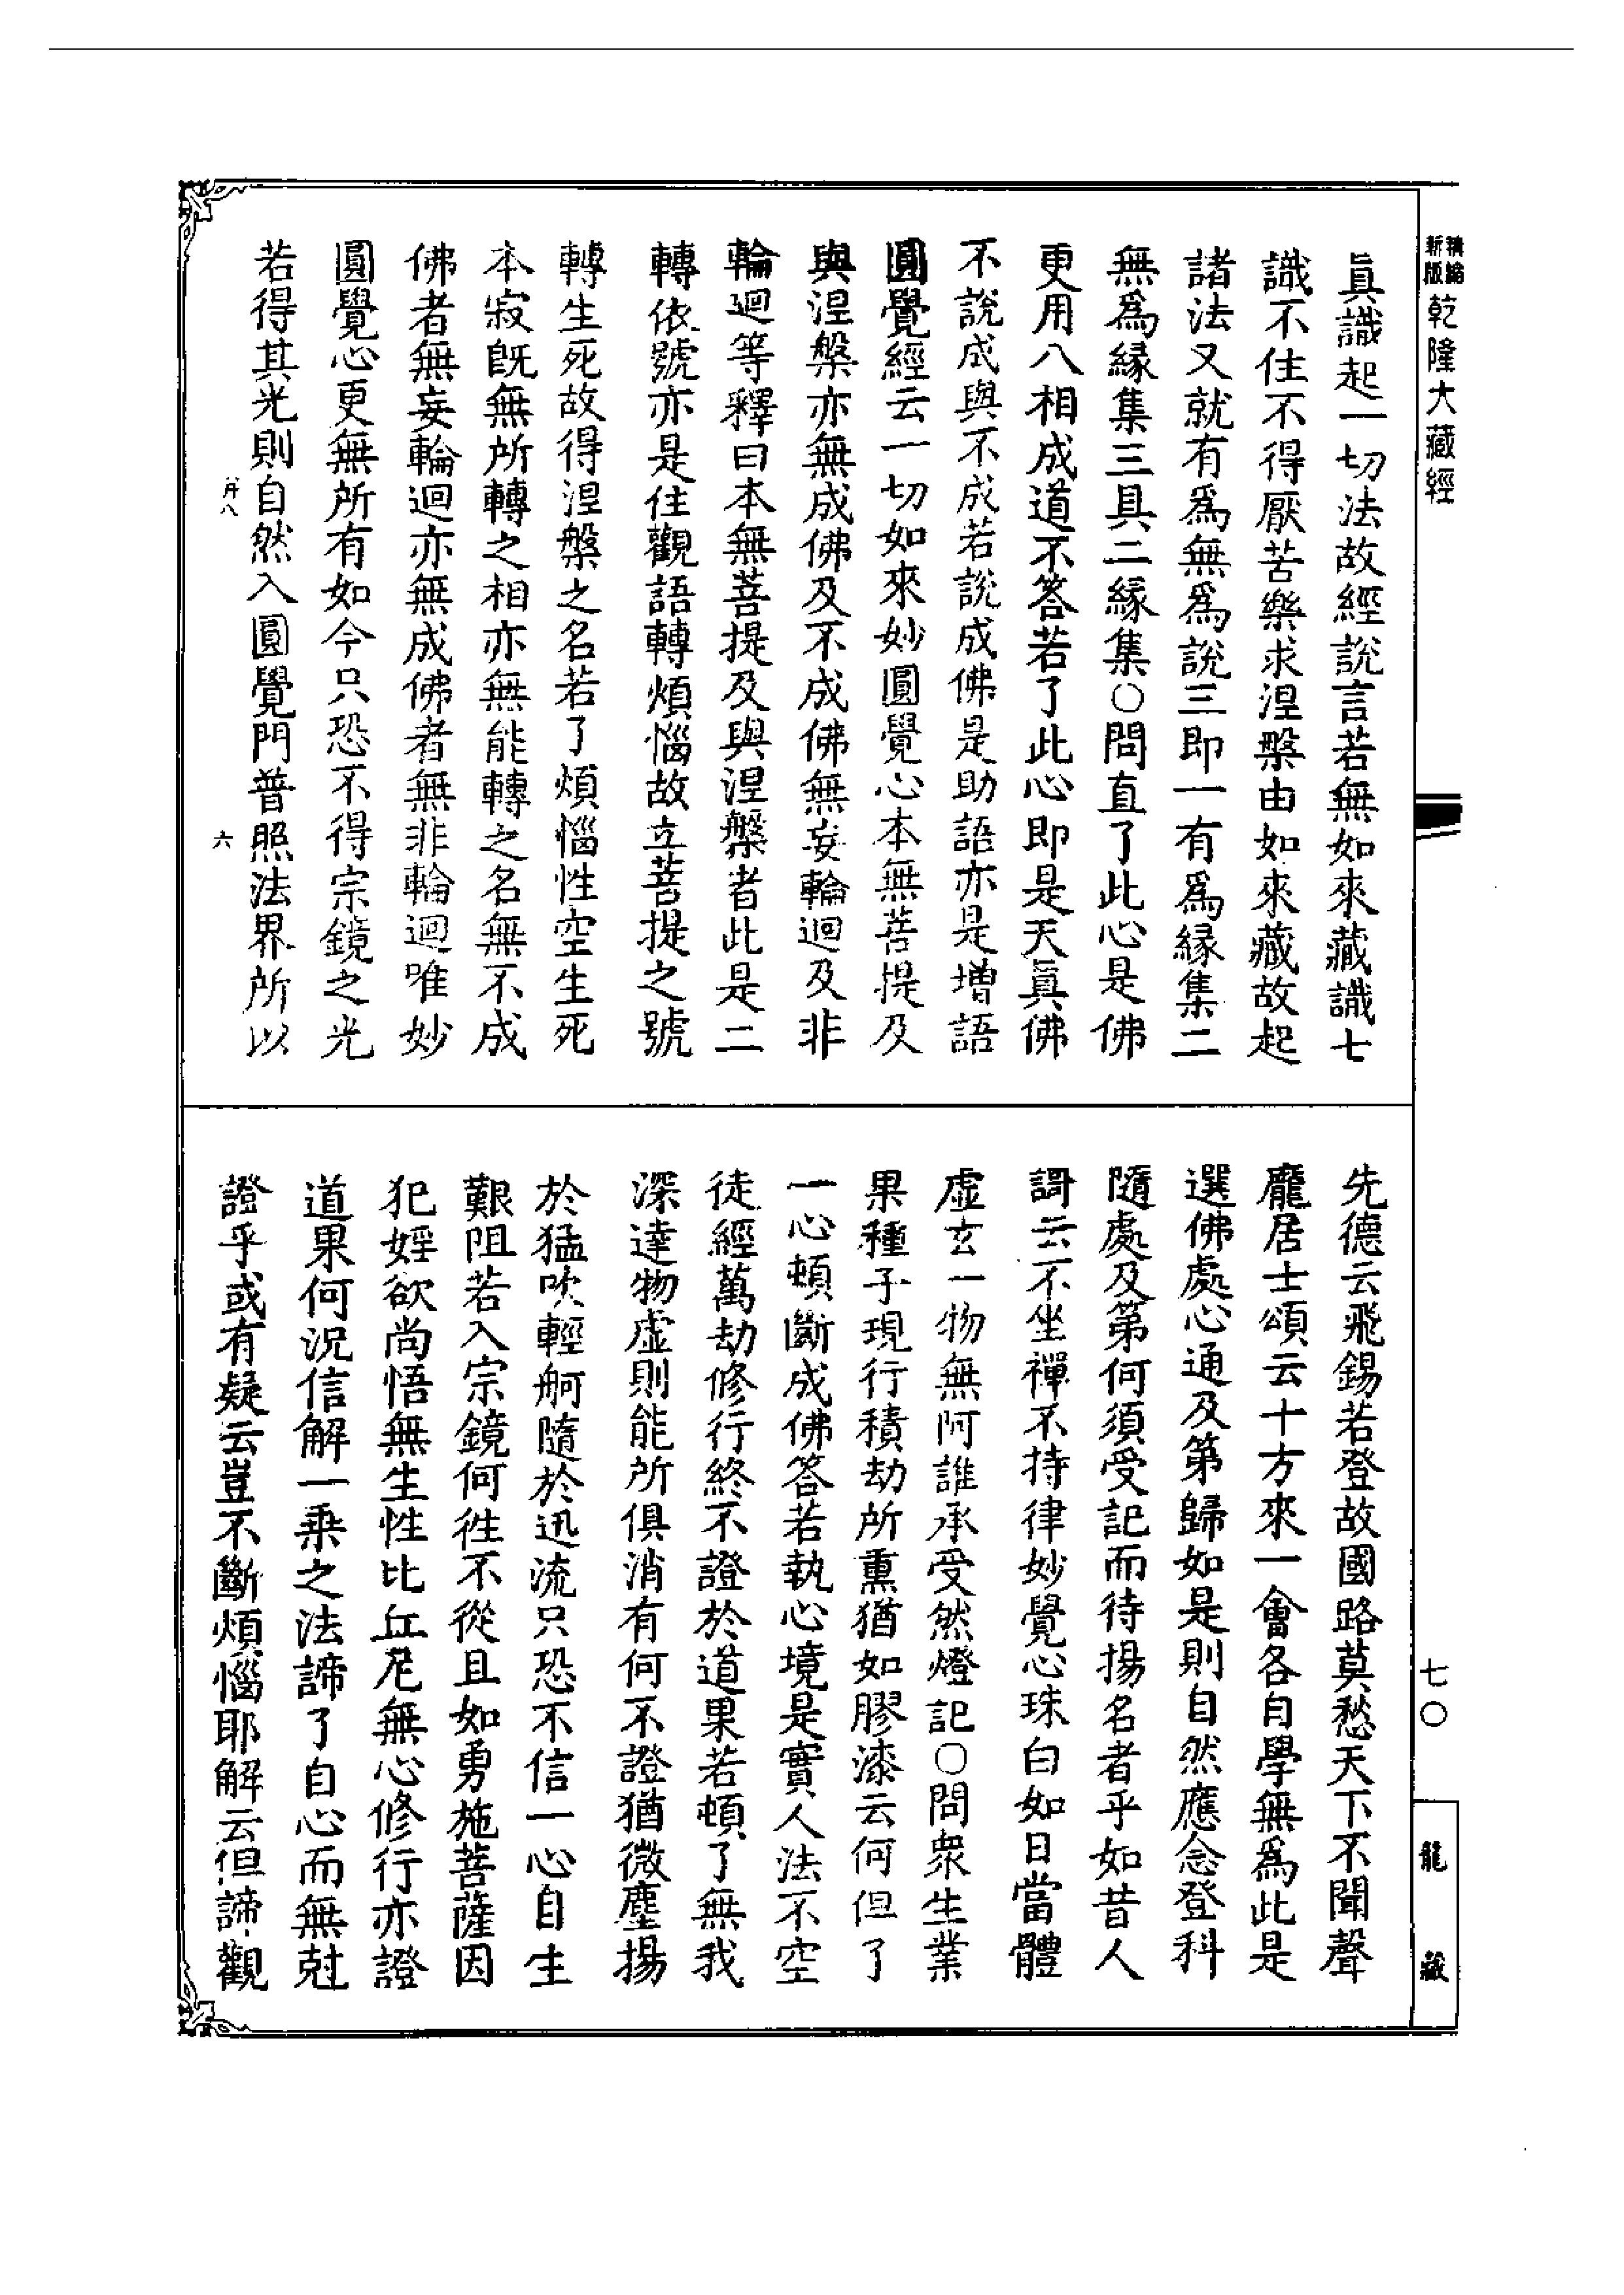 新版精縮乾隆大藏經
七〇
龍藏
眞識起一切法故經說言若無如來藏識七
識不住不得厭苦樂求涅槃由如來藏故起
諸法又就有爲無爲說三即一有爲縁集二
無爲縁集三具二縁集○問直了此心是佛
更用八相成道不答若了此心即是天眞佛
不說成與不成若說成佛是助語亦是增語
圓覺經云一切如來妙圓覺心本無菩提及
與涅槃亦無成佛及不成佛無妄輪迴及非
輪迴等釋曰本無菩提及與涅槃者此是二
轉依號亦是住觀語轉煩惱故立菩提之號
轉生死故得涅槃之名若了煩惱性空生死
本寂旣無所轉之相亦無能轉之名無不成
佛者無妄輪迴亦無成佛者無非輪迴唯妙
圓覺心更無所有如今只恐不得宗鏡之光
若得其光則自然入圓覺門普照法界所以
六
先德云飛錫若登故國路莫愁天下不聞聲
龐居士頌云十方來一會各自學無爲此是
選佛處心通及第歸如是則自然應念登科
隨處及第何須受記而待揚名者乎如昔人
謌云不坐禪不持律妙覺心珠白如日當體
虛玄一物無阿誰承受然燈記○問衆生業
果種子現行積劫所熏猶如膠漆云何但了
一心頓斷成佛答若執心境是實人法不空
徒經萬劫修行終不證於道果若頓了無我
深達物虛則能所俱消有何不證猶微塵揚
於猛吹輕舸隨於迅流只恐不信一心自生
艱阻若入宗鏡何徃不從且如勇施菩薩因
犯婬欲尚悟無生性比丘尼無心修行亦證
道果何況信解一乗之法諦了自心而無剋
證乎或有疑云豈不斷煩惱耶解云但諦觀